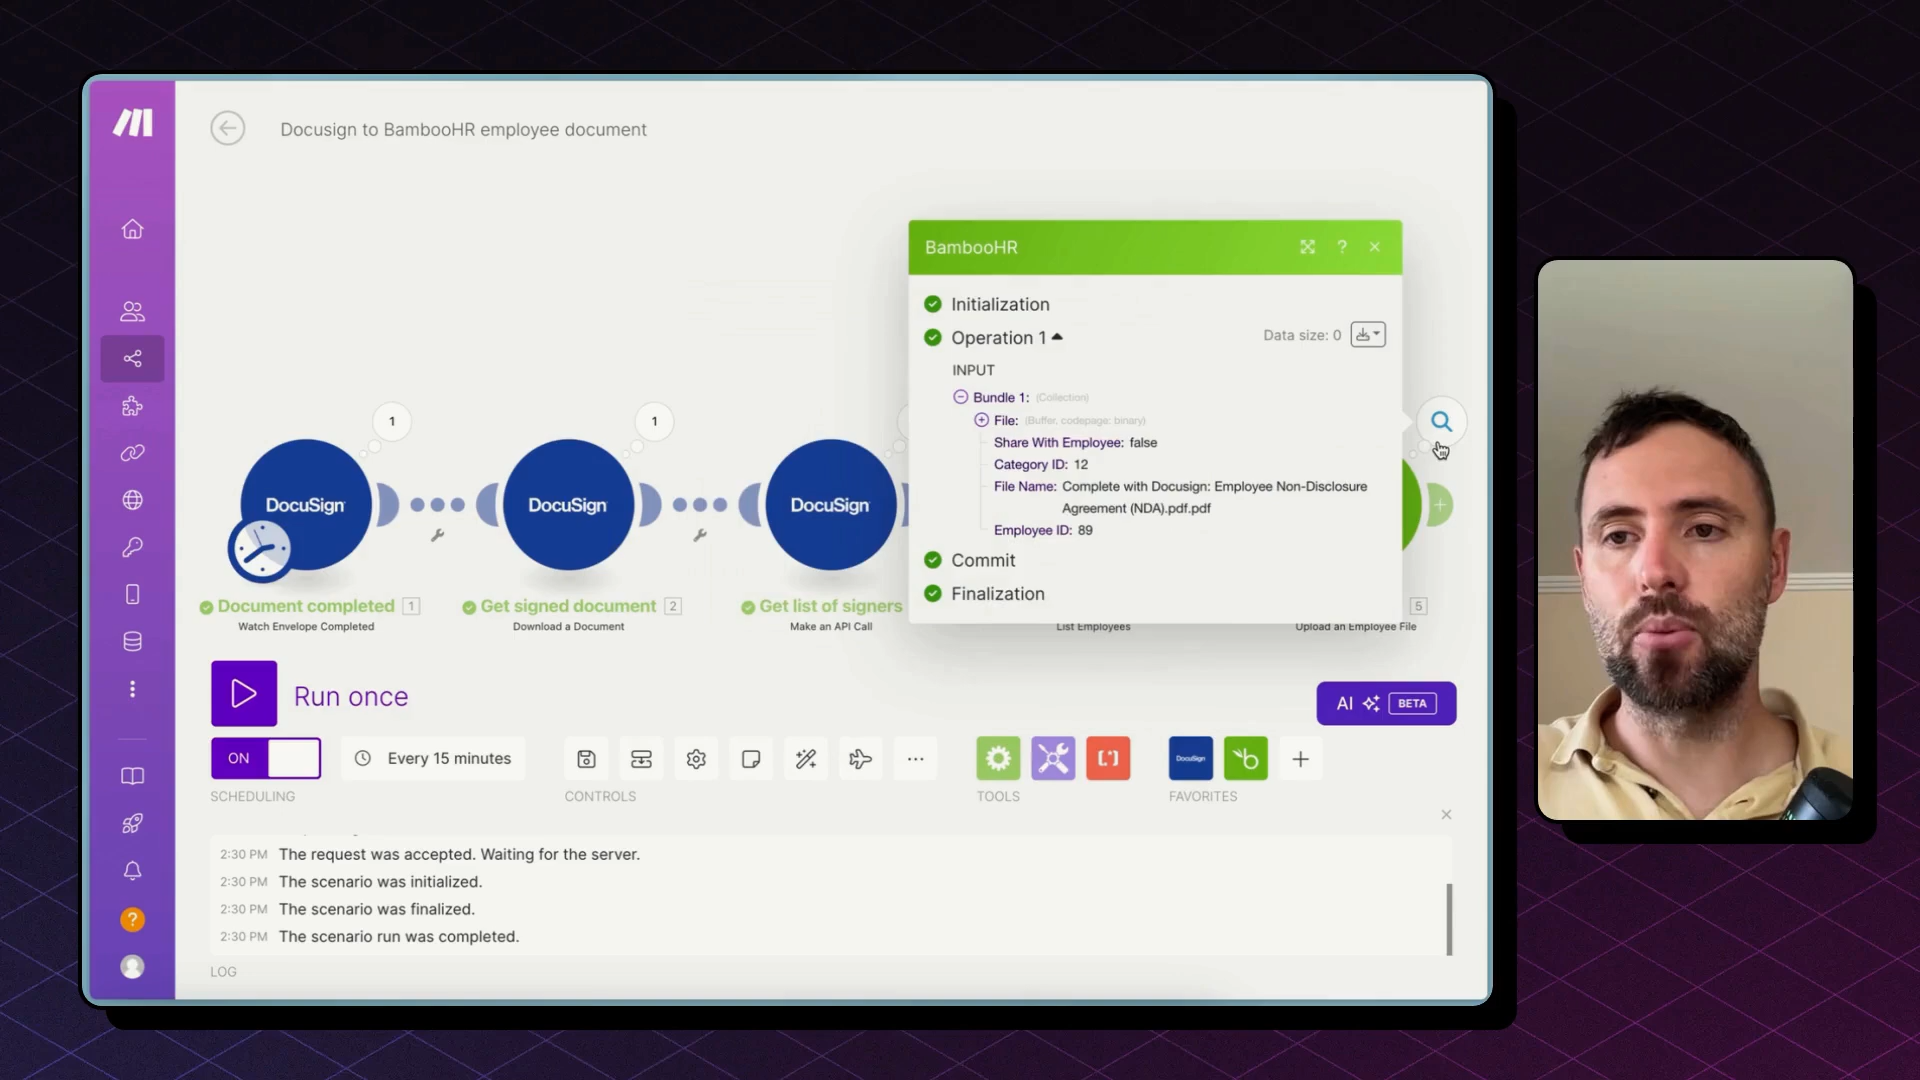 Docusign to BambooHR employee document
BambooHR
Initialization
Operation 1
Data size: 0
INPUT
Bundle 1: (Collection)
File: (Buffer, codepage: binary)
Share With Employee: false
Category ID: 12
File Name: Complete with Docusign: Employee Non-Disclosure
Agreement (NDA).pdf.pdf
Employee ID: 89
Commit
Finalization
1
1
DocuSign
DocuSign
DocuSign
Document completed 1
Watch Envelope Completed
Get signed document 2
Download a Document
Get list of signers
Make an API Call
List Employees
5
Upload an Employee File
Run once
AI BETA
ON
Every 15 minutes
SCHEDULING
CONTROLS
TOOLS
DocuSign
FAVORITES
2:30 PM The request was accepted. Waiting for the server.
2:30 PM The scenario was initialized.
2:30 PM The scenario was finalized.
2:30 PM The scenario run was completed.
LOG